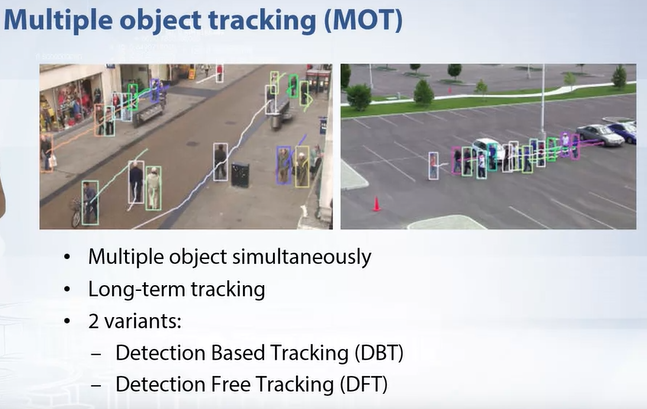 Multiple object tracking (MOT)
• Multiple object simultaneously
• Long-term tracking
• 2 variants:
– Detection Based Tracking (DBT)
– Detection Free Tracking (DFT)